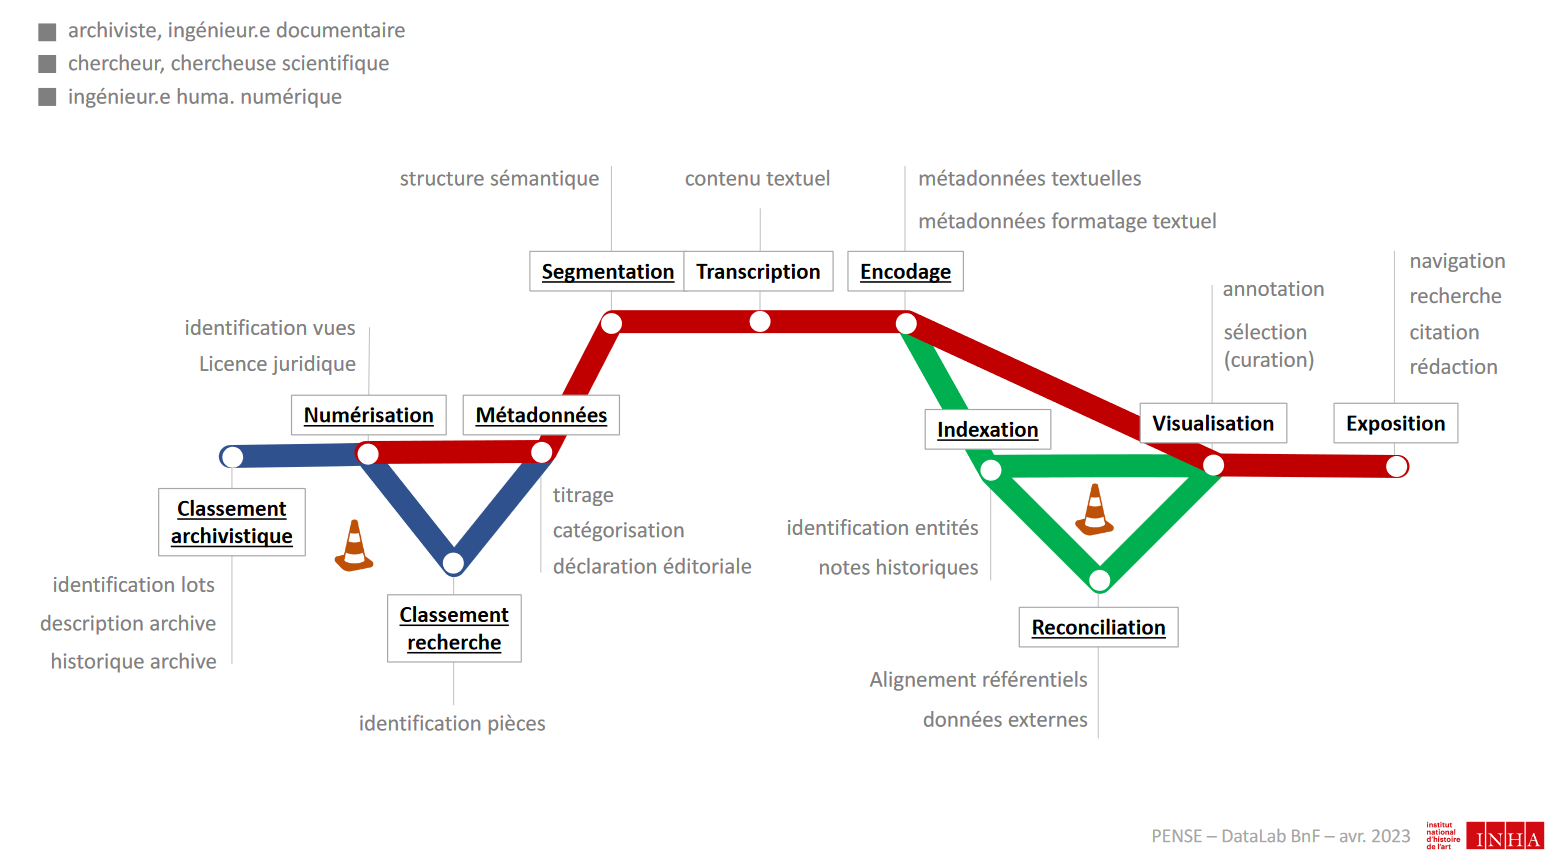 archiviste, ingénieur.e documentaire
chercheur, chercheuse scientifique
ingénieur.e huma. numérique
structure sémantique
contenu textuel
métadonnées textuelles
métadonnées formatage textuel
Segmentation
Transcription
Encodage
navigation
recherche
citation
rédaction
annotation
sélection
(curation)
identification vues
Licence juridique
Numérisation
Métadonnées
Indexation
Visualisation
Exposition
Classement
archivistique
titrage
catégorisation
déclaration éditoriale
identification entités
notes historiques
identification lots
description archive
historique archive
Classement
recherche
Reconciliation
identification pièces
Alignement référentiels
données externes
PENSE – DataLab BnF – avr. 2023
institut
national
d'histoire
de l'art
INHA